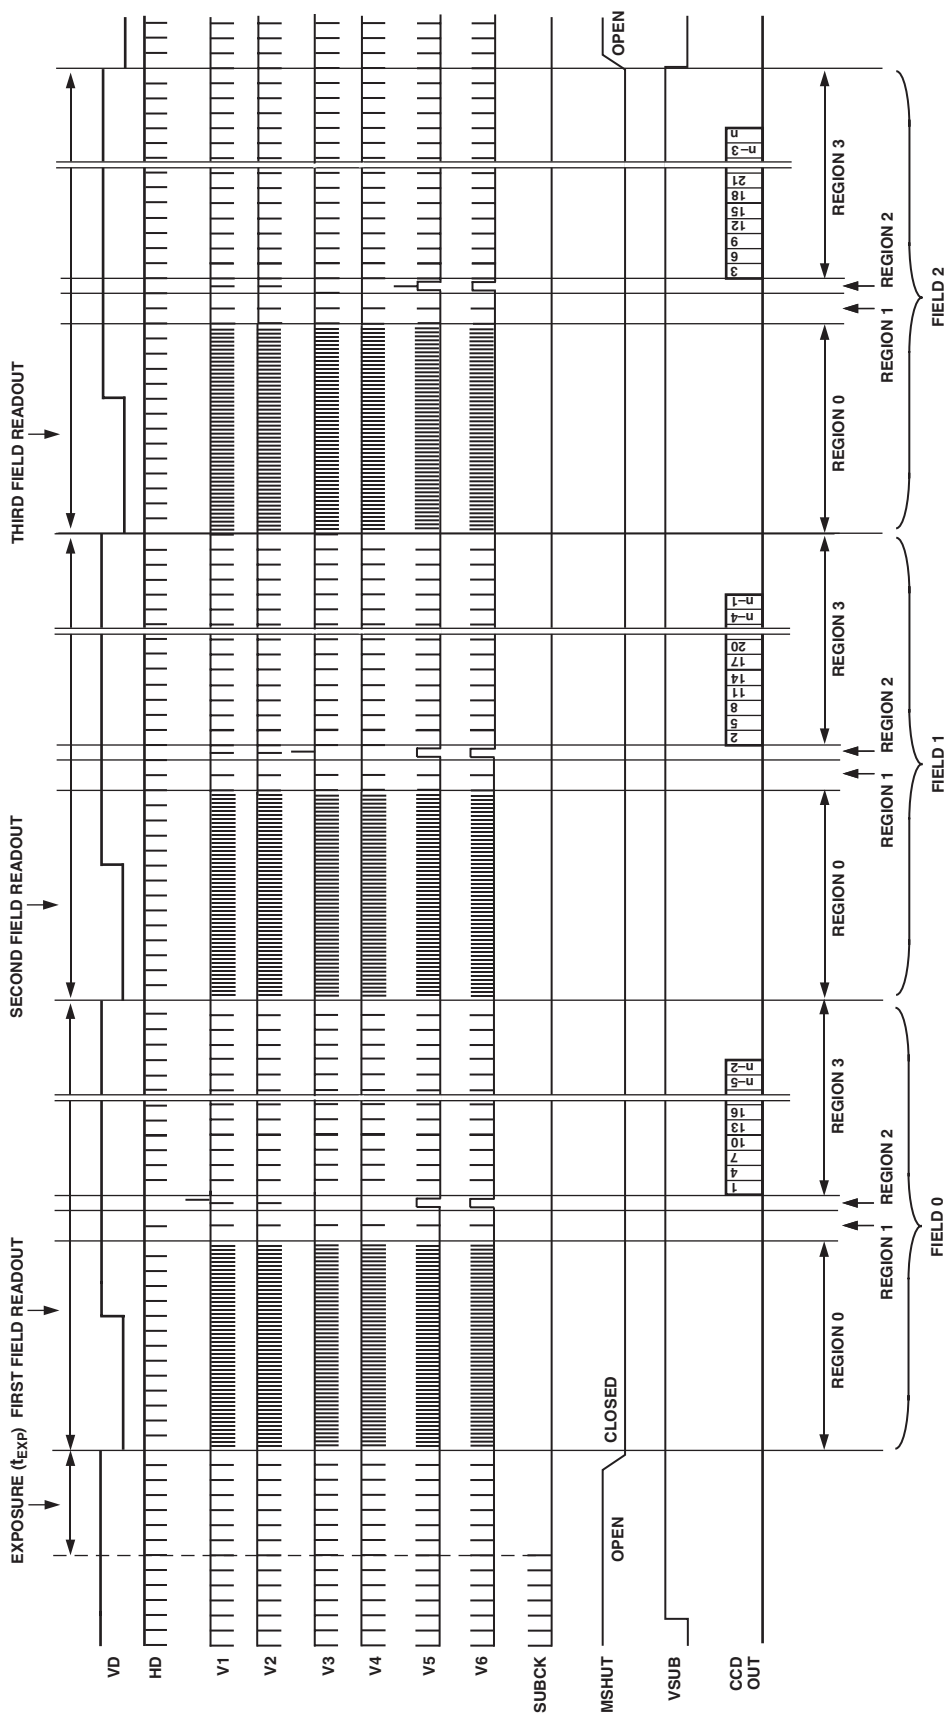 EXPOSURE (tEXP) FIRST FIELD READOUT SECOND FIELD READOUT THIRD FIELD READOUT
VD
HD
V1
V2
V3
V4
V5
V6
SUBCK
MSHUT OPEN CLOSED OPEN
VSUB
CCD
OUT
1 4 7 10 13 16 n–5 n–2
2 5 8 11 14 17 20 n–4 n–1
3 6 9 12 15 18 21 n–3 n
REGION 0 REGION 3 REGION 0 REGION 3 REGION 0 REGION 3
REGION 1 REGION 2 REGION 1 REGION 2 REGION 1 REGION 2
FIELD 0 FIELD 1 FIELD 2